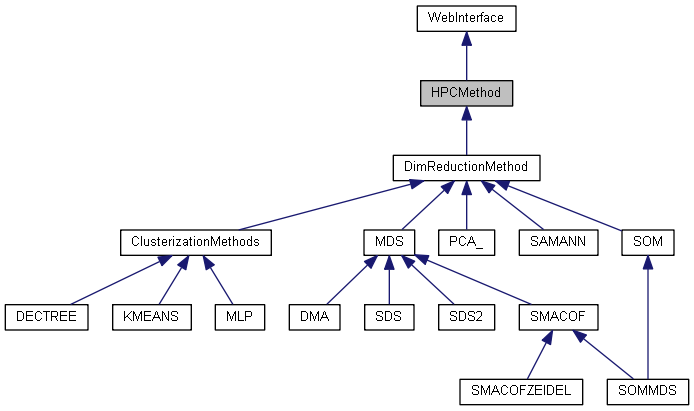 WebInterface
HPCMethod
DimReductionMethod
ClusterizationMethods
MDS
PCA_
SAMANN
SOM
DECTREE
KMEANS
MLP
DMA
SDS
SDS2
SMACOF
SMACOFZEIDEL
SOMMDS